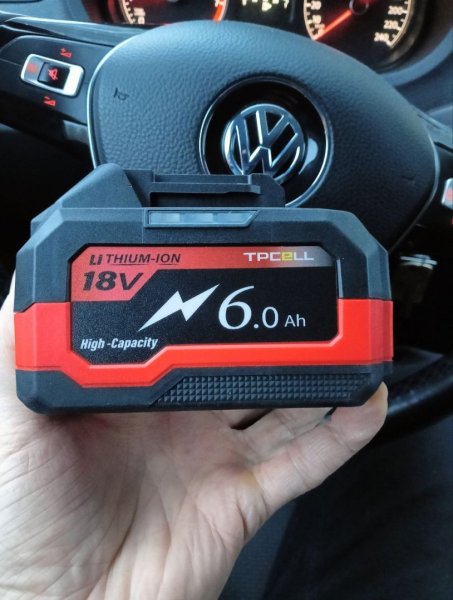 LiTHIUM-ION
TPCELL
18V
6.0 Ah
High-Capacity